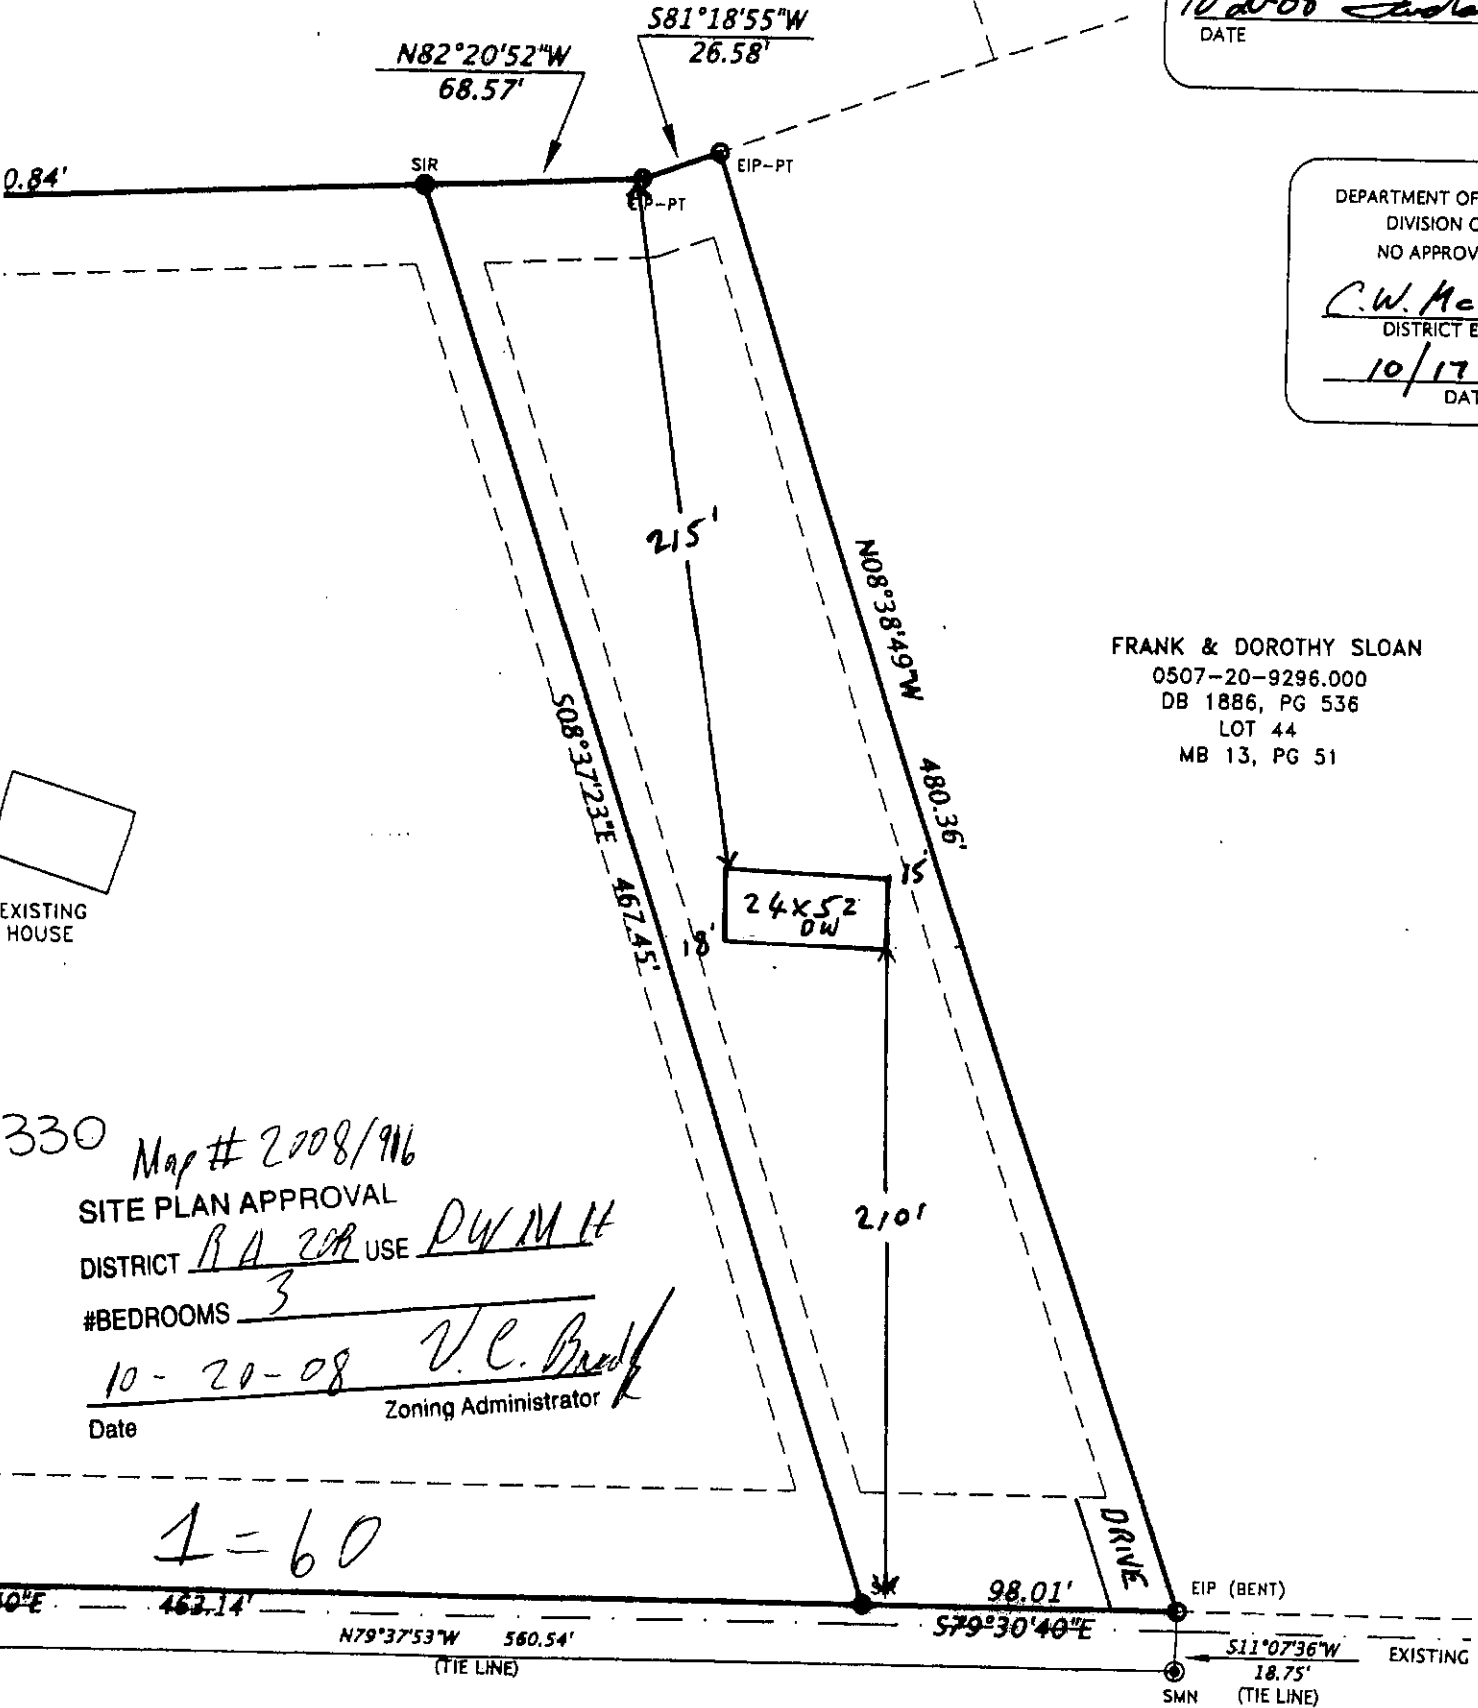 S81°18'55"W
26.58'
N82°20'52"W
68.57'
DATE
0.84'
SIR
EIP-PT
EIP-PT
DEPARTMENT OF
DIVISION O
NO APPROV
C.W. Mc
DISTRICT E
10/17
DAT
215'
N08°38'49"W
480.36'
FRANK & DOROTHY SLOAN
0507-20-9296.000
DB 1886, PG 536
LOT 44
MB 13, PG 51
S08°37'23"E
467.45'
EXISTING
HOUSE
15'
24x52
DW
18'
330
Map # 2008/916
SITE PLAN APPROVAL
DISTRICT RA 20R USE DWMH
#BEDROOMS 3
10-20-08 V. C.
Date Zoning Administrator
210'
1=60
DRIVE
EIP (BENT)
0"E 463.14'
98.01'
S79°30'40"E
N79°37'53"W 560.54'
(TIE LINE)
S11°07'36"W
18.75'
(TIE LINE)
EXISTING
SMN